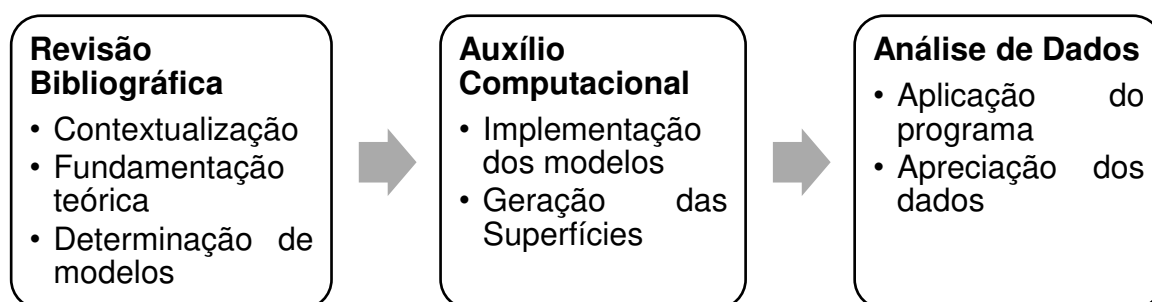 Revisão
Bibliográfica
• Contextualização
• Fundamentação
teórica
• Determinação de
modelos
Auxílio
Computacional
• Implementação
dos modelos
• Geração das
Superfícies
Análise de Dados
• Aplicação do
programa
• Apreciação dos
dados